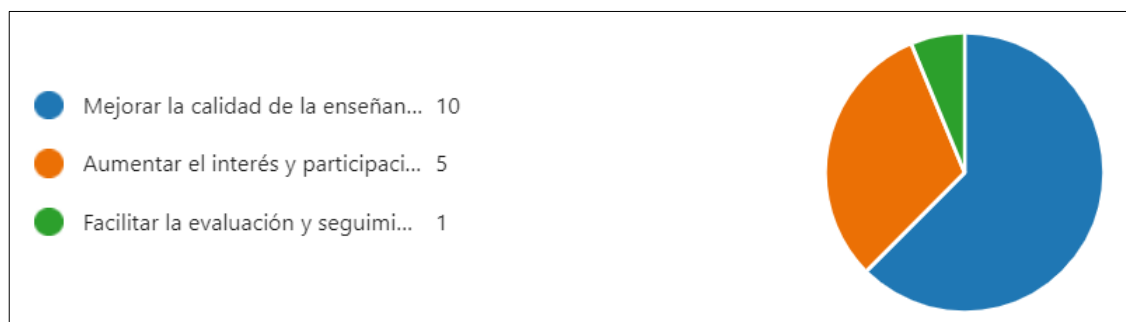 Mejorar la calidad de la enseñan... 10
Aumentar el interés y participaci... 5
Facilitar la evaluación y seguimi... 1